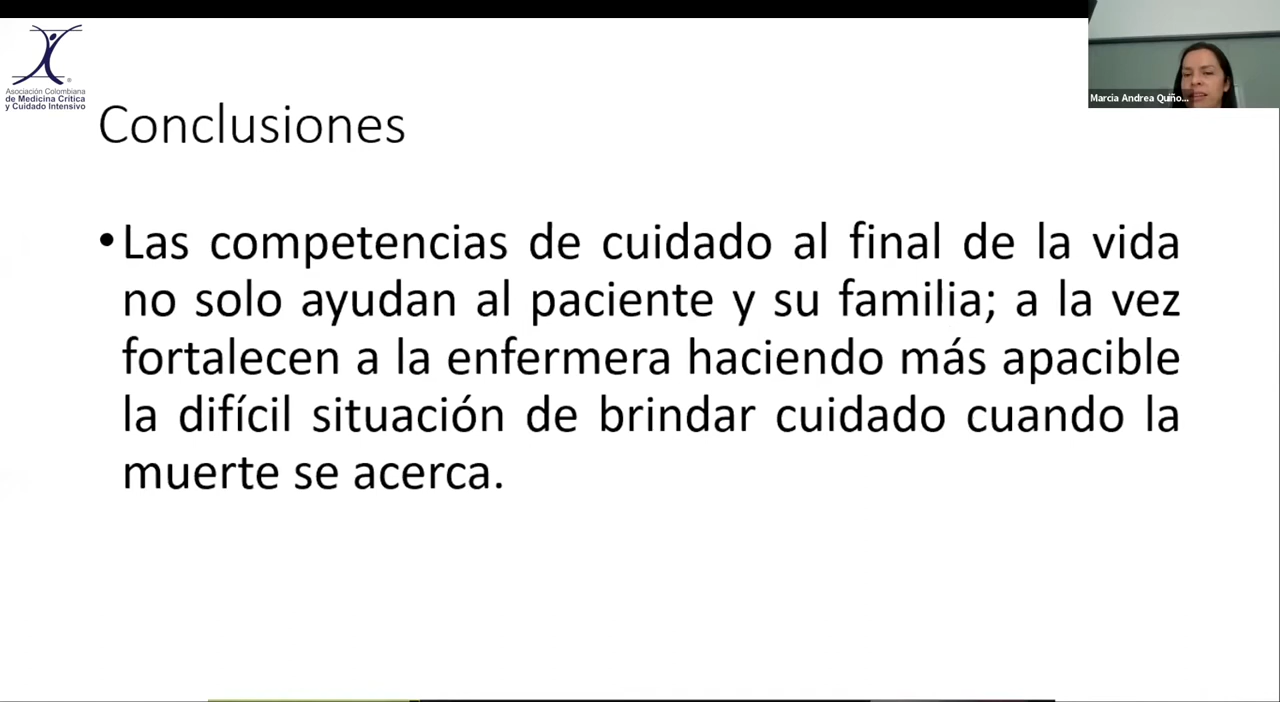 Asociación Colombiana
de Medicina Crítica
y Cuidado Intensivo
Marcia Andrea Quiño...
Conclusiones
•Las competencias de cuidado al final de la vida
no solo ayudan al paciente y su familia; a la vez
fortalecen a la enfermera haciendo más apacible
la difícil situación de brindar cuidado cuando la
muerte se acerca.